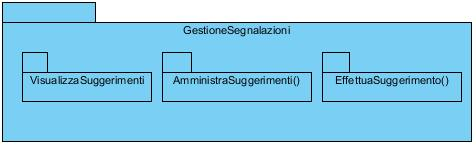 GestioneSegnalazioni
VisualizzaSuggerimenti
AmministraSuggerimenti()
EffettuaSuggerimento()